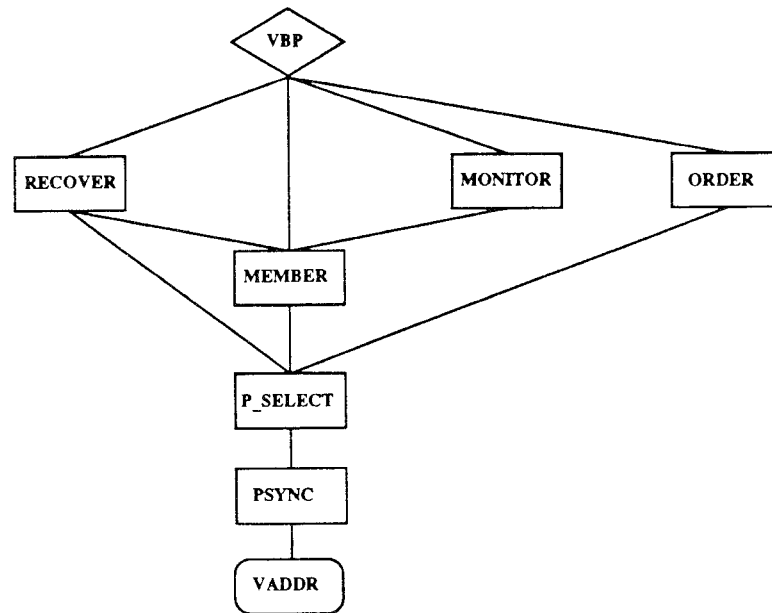 VBP
RECOVER
MONITOR
ORDER
MEMBER
P_SELECT
PSYNC
VADDR